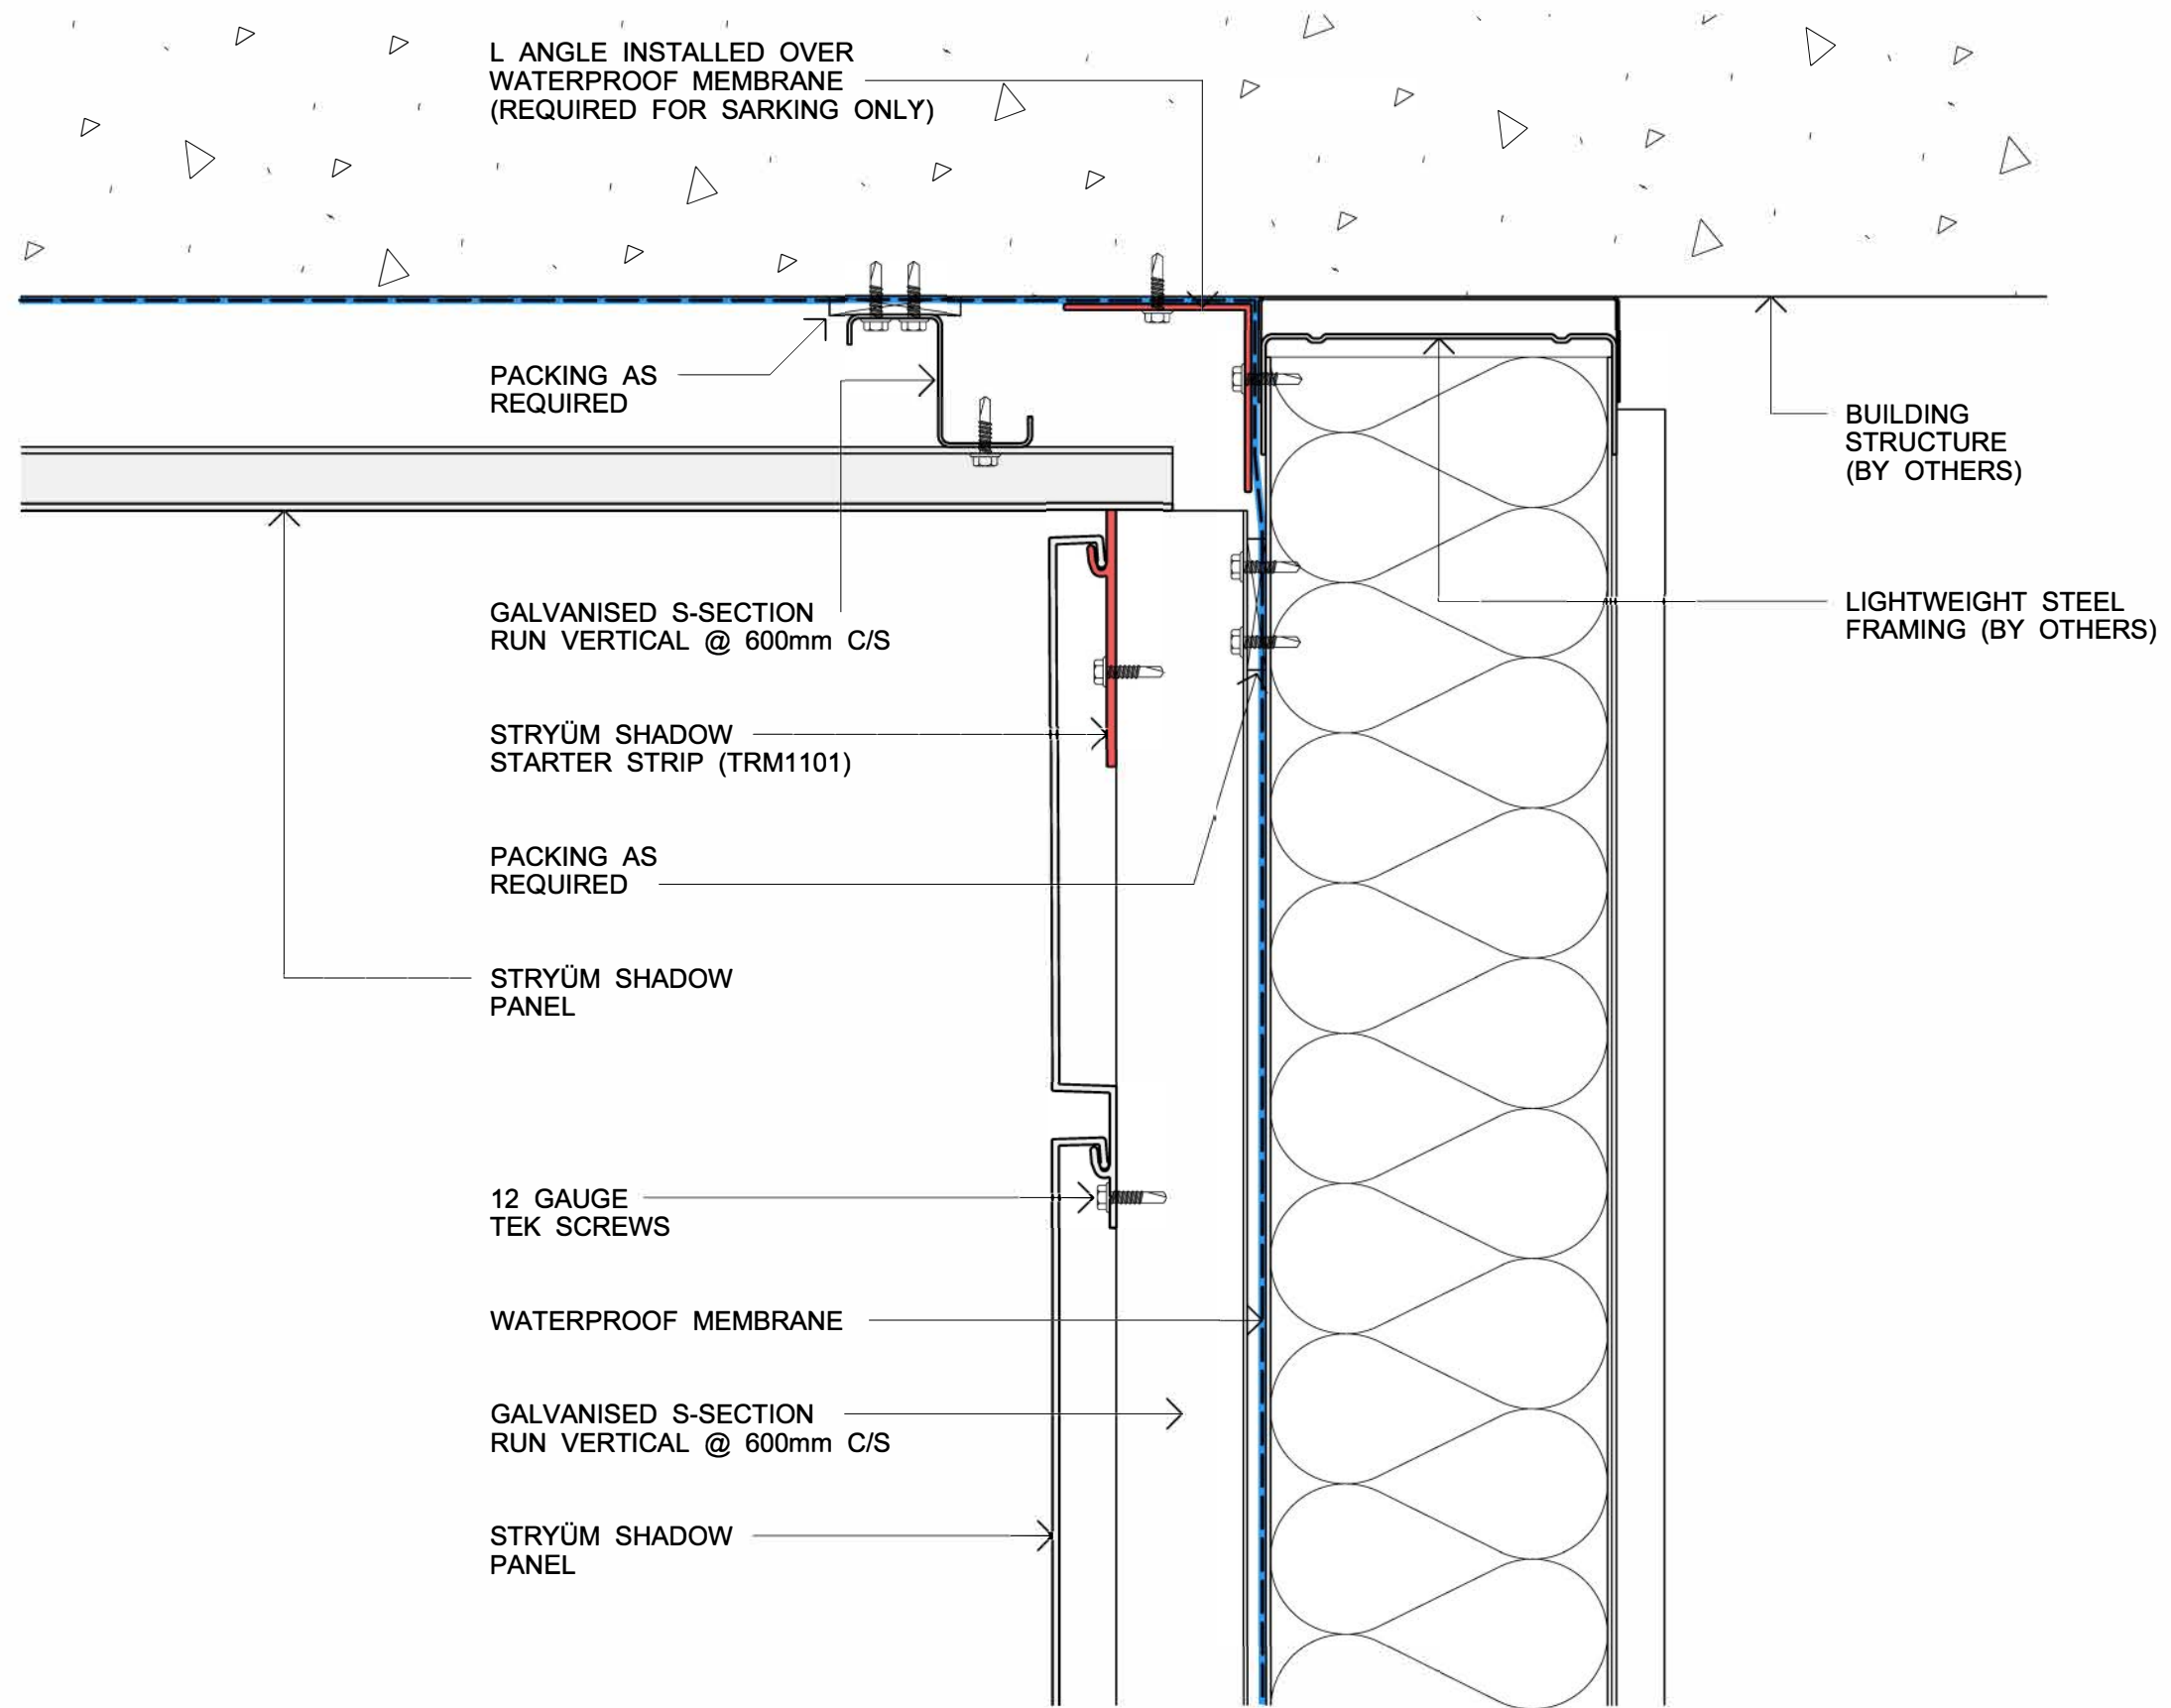 L ANGLE INSTALLED OVER
WATERPROOF MEMBRANE
(REQUIRED FOR SARKING ONLY)
PACKING AS
REQUIRED
BUILDING
STRUCTURE
(BY OTHERS)
GALVANISED S-SECTION
RUN VERTICAL @ 600mm C/S
LIGHTWEIGHT STEEL
FRAMING (BY OTHERS)
STRYÜM SHADOW
STARTER STRIP (TRM1101)
PACKING AS
REQUIRED
STRYÜM SHADOW
PANEL
12 GAUGE
TEK SCREWS
WATERPROOF MEMBRANE
GALVANISED S-SECTION
RUN VERTICAL @ 600mm C/S
STRYÜM SHADOW
PANEL